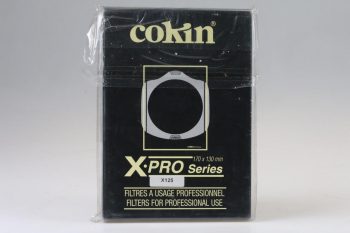 cokin
170 x 130 mm
X•PRO Series
X125
FILTRES A USAGE PROFESSIONNEL
FILTERS FOR PROFESSIONAL USE